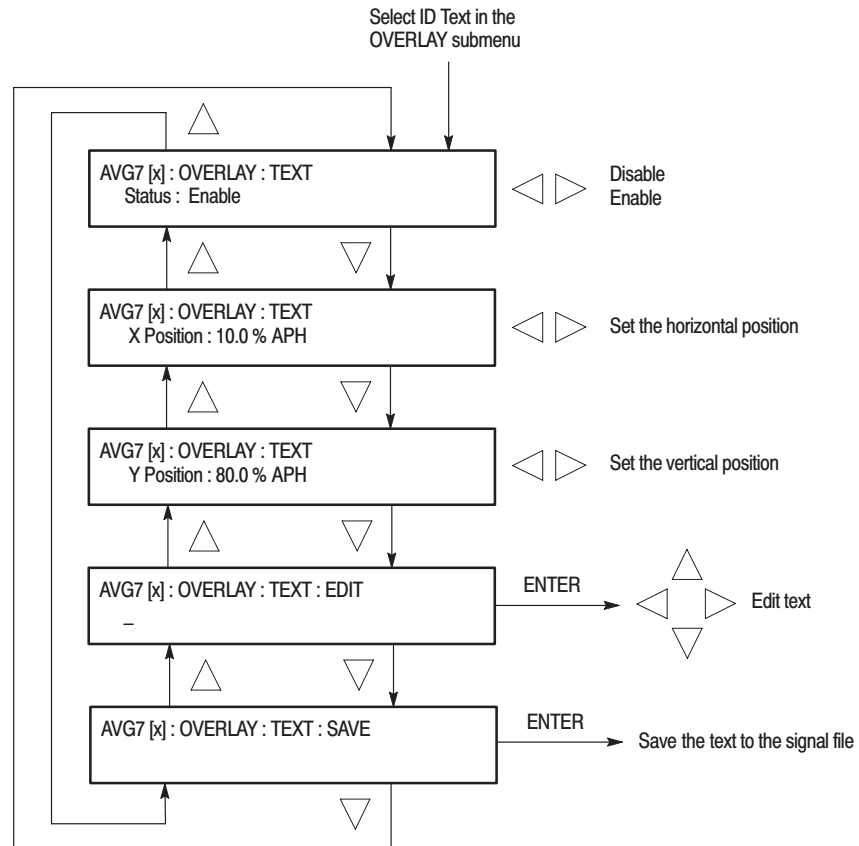 Select ID Text in the
OVERLAY submenu
AVG7 [x] : OVERLAY : TEXT
Status : Enable
Disable
Enable
AVG7 [x] : OVERLAY : TEXT
X Position : 10.0 % APH
Set the horizontal position
AVG7 [x] : OVERLAY : TEXT
Y Position : 80.0 % APH
Set the vertical position
AVG7 [x] : OVERLAY : TEXT : EDIT
_
ENTER
Edit text
AVG7 [x] : OVERLAY : TEXT : SAVE
ENTER
Save the text to the signal file